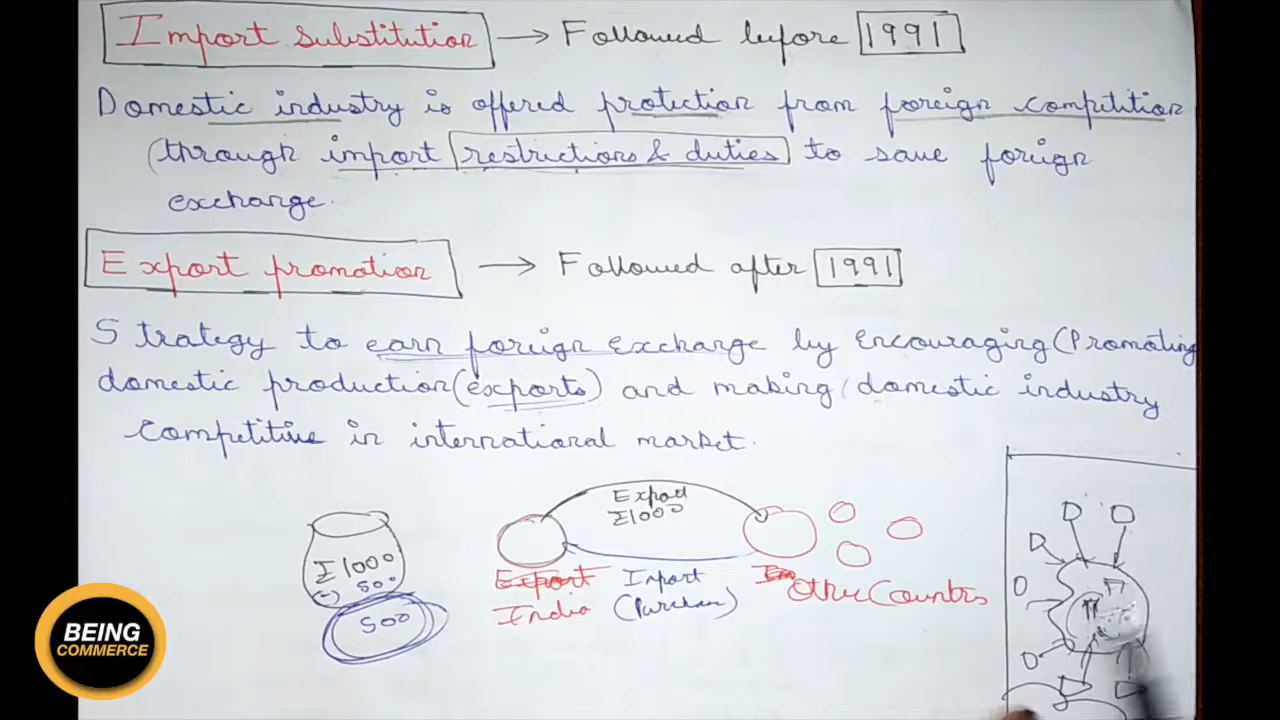 Import substitution → Followed before 1991
Domestic industry is offered protection from foreign competition
(through import restrictions & duties) to save foreign
exchange.
Export promotion → Followed after 1991
Strategy to earn foreign exchange by Encouraging (Promoting
domestic production (exports) and making domestic industry
competitive in international market.
Export
1000
1000
500
500
Export Import
India (Purchase) Other Countries
BEING
COMMERCE